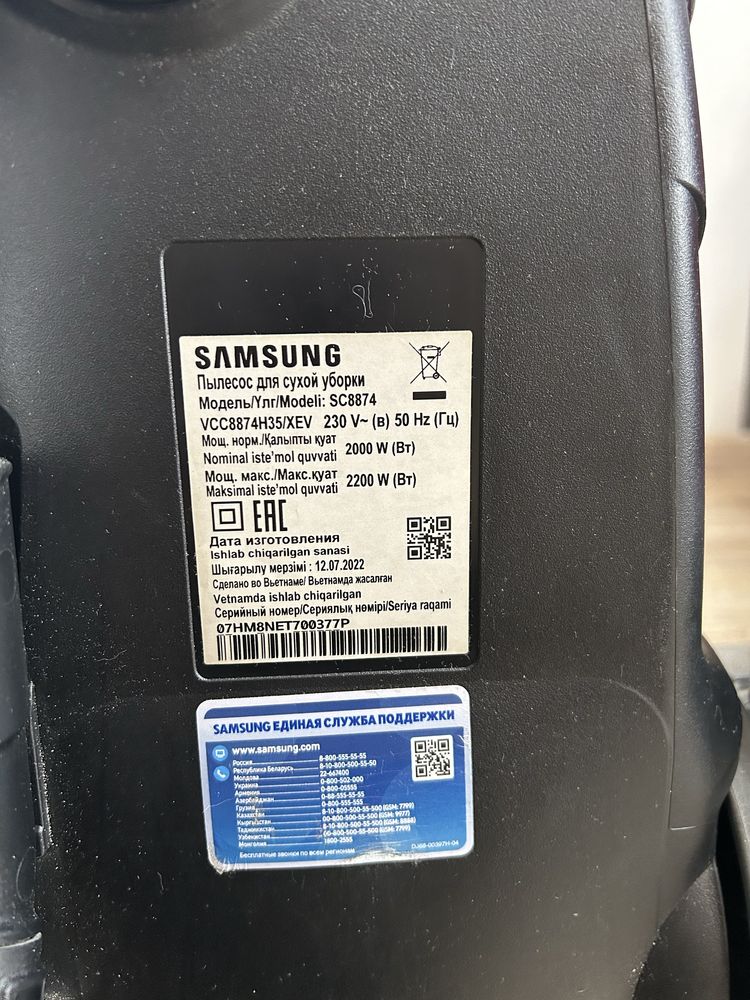 SAMSUNG
Пылесос для сухой уборки
Модель/Үлг/Modeli: SC8874
VCC8874H35/XEV 230 V~ (в) 50 Hz (Гц)
Мощ. норм./Қалыпты қуат
Nominal iste'mol quvvati 2000 W (Вт)
Мощ. макс./Макс.қуат
Maksimal iste'mol quvvati 2200 W (Вт)
EAC
Дата изготовления
Ishlab chiqarilgan sanasi
Шығарылу мерзімі : 12.07.2022
Сделано во Вьетнаме/ Вьетнамда жасалған
Vetnamda ishlab chiqarilgan
Серийный номер/Сериялық нөмірі/Seriya raqami
07HM8NET700377P
SAMSUNG ЕДИНАЯ СЛУЖБА ПОДДЕРЖКИ
www.samsung.com
Россия 8-800-555-55-55
Республика Беларусь 8-10-800-500-55-50
Молдова 22-667400
Украина 0-800-502-000
Армения 0-800-05555
Азербайджан 0-88-555-55-55
Грузия 0-800-555-555
Казахстан 8-10-800-500-55-500 (GSM: 7799)
Кыргызстан 00-800-500-55-500 (GSM: 9977)
Таджикистан 8-10-800-500-55-500 (GSM: 8888)
Узбекистан 00-800-500-55-500 (GSM: 7799)
Монголия 1800-2555
Бесплатные звонки по всем регионам
DJ68-00397H-04